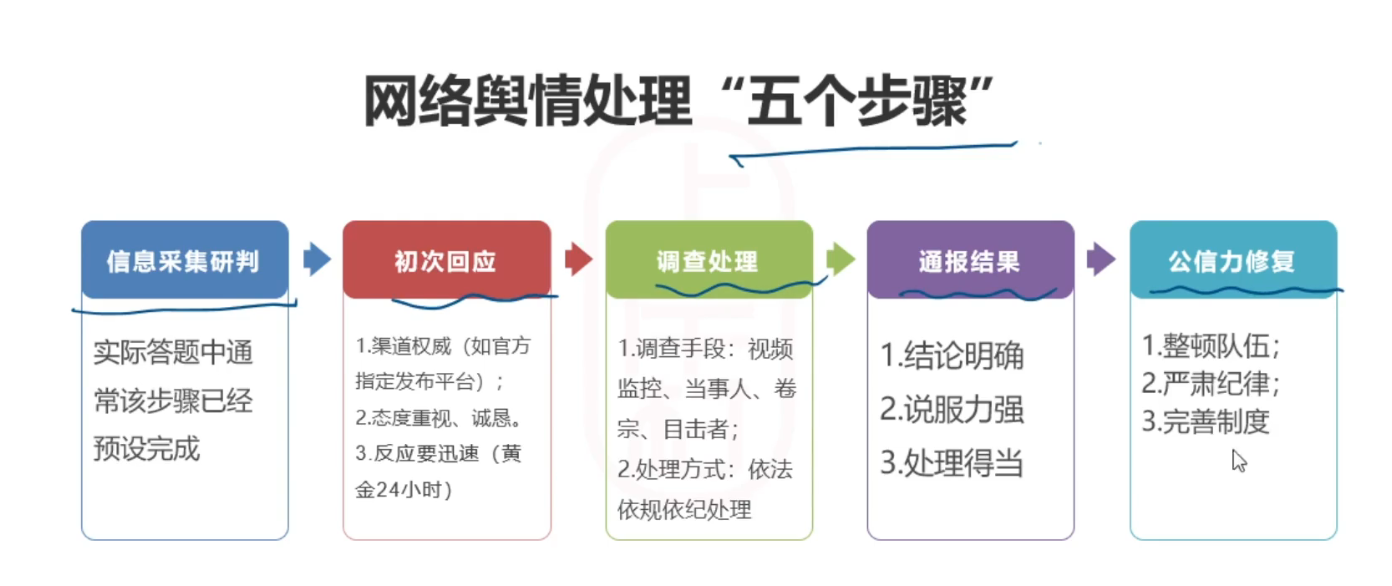 网络舆情处理“五个步骤”
信息采集研判
实际答题中通
常该步骤已经
预设完成
初次回应
1.渠道权威（如官方
指定发布平台）；
2.态度重视、诚恳。
3.反应要迅速（黄
金24小时）
调查处理
1.调查手段：视频
监控、当事人、卷
宗、目击者；
2.处理方式：依法
依规依纪处理
通报结果
1.结论明确
2.说服力强
3.处理得当
公信力修复
1.整顿队伍；
2.严肃纪律；
3.完善制度